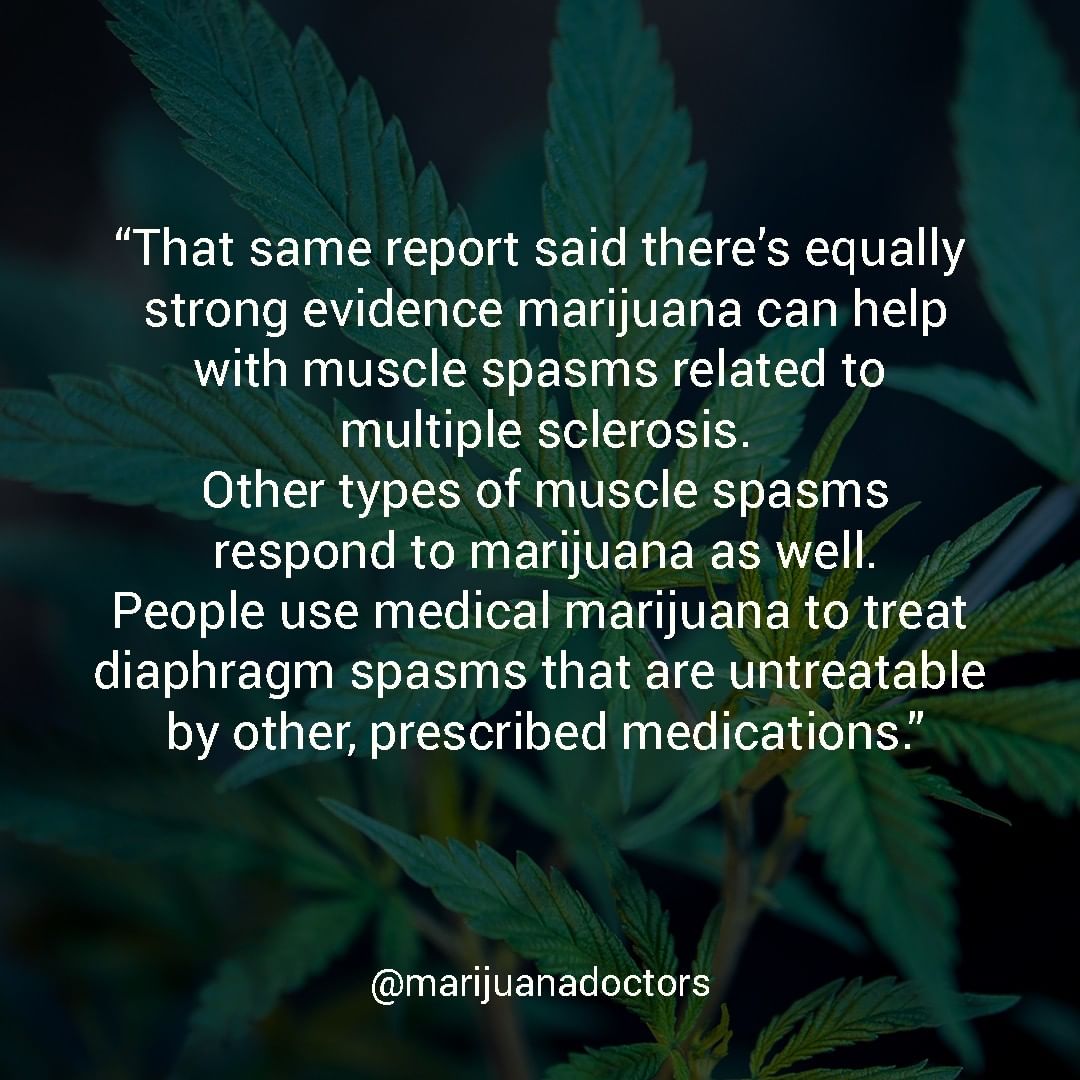 “That same report said there’s equally
strong evidence marijuana can help
with muscle spasms related to
multiple sclerosis.
Other types of muscle spasms
respond to marijuana as well.
People use medical marijuana to treat
diaphragm spasms that are untreatable
by other, prescribed medications.”
@marijuanadoctors